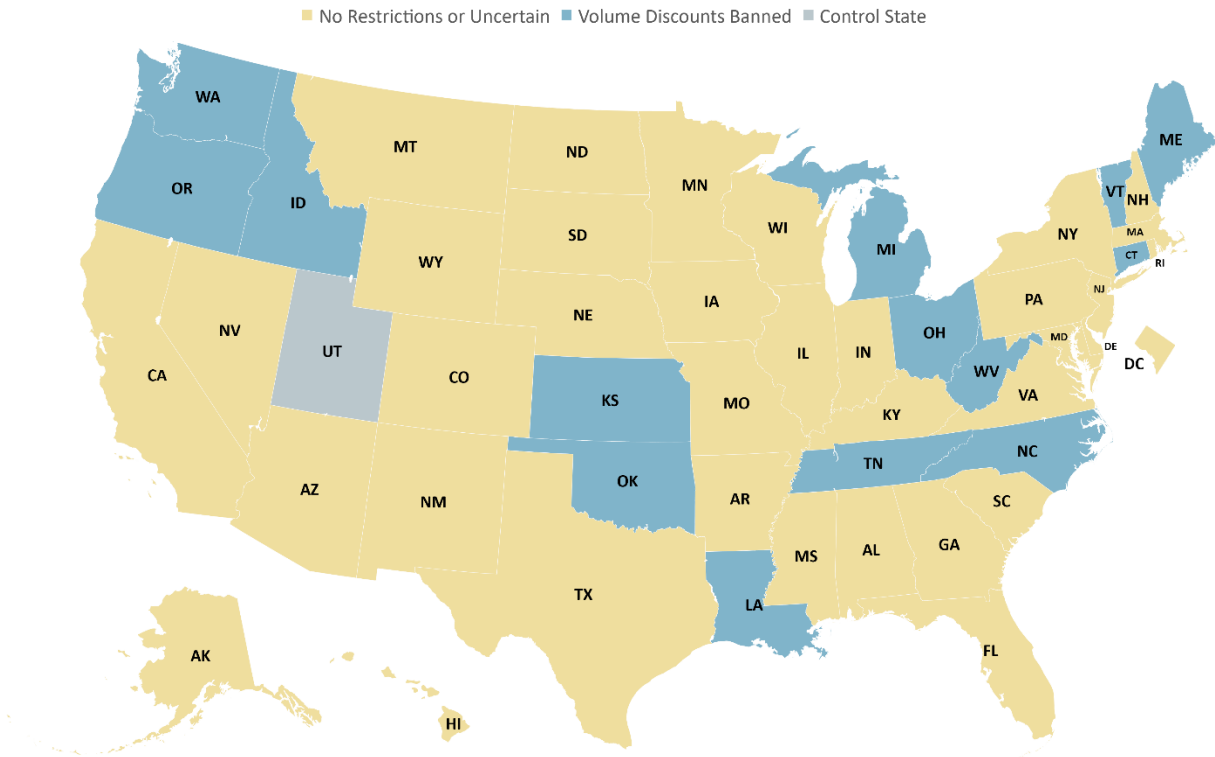 No Restrictions or Uncertain Volume Discounts Banned Control State
WA
MT
ND
MN
ME
OR
ID
SD
WI
MI
VT
NH
NY
MA
CT
RI
WY
IA
NE
PA
NJ
NV
UT
CO
IL
IN
OH
WV
MD
DE
DC
CA
KS
MO
KY
VA
AZ
NM
OK
AR
TN
NC
SC
TX
LA
MS
AL
GA
AK
HI
FL